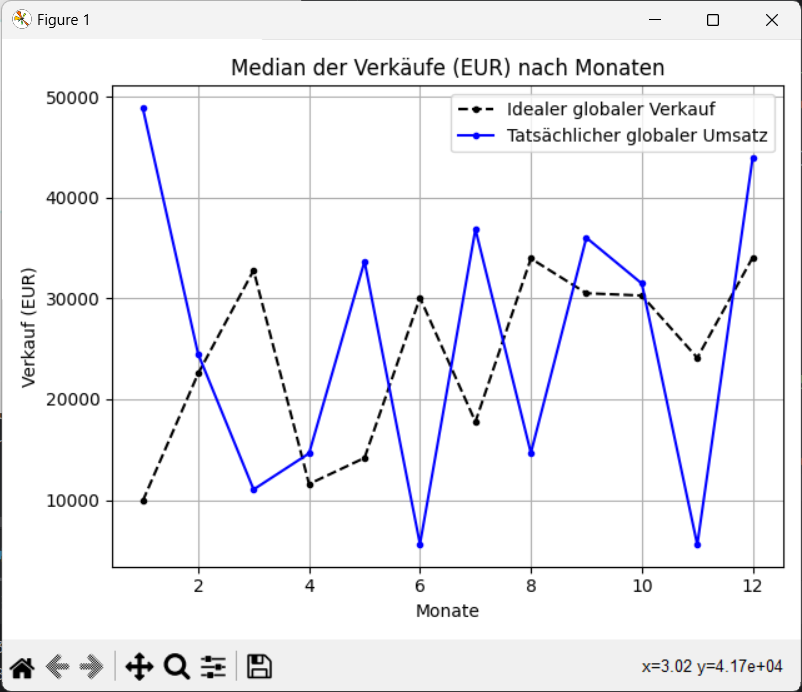 Figure 1
Median der Verkäufe (EUR) nach Monaten
Idealer globaler Verkauf
Tatsächlicher globaler Umsatz
50000
40000
30000
20000
10000
Verkauf (EUR)
2 4 6 8 10 12
Monate
x=3.02 y=4.17e+04